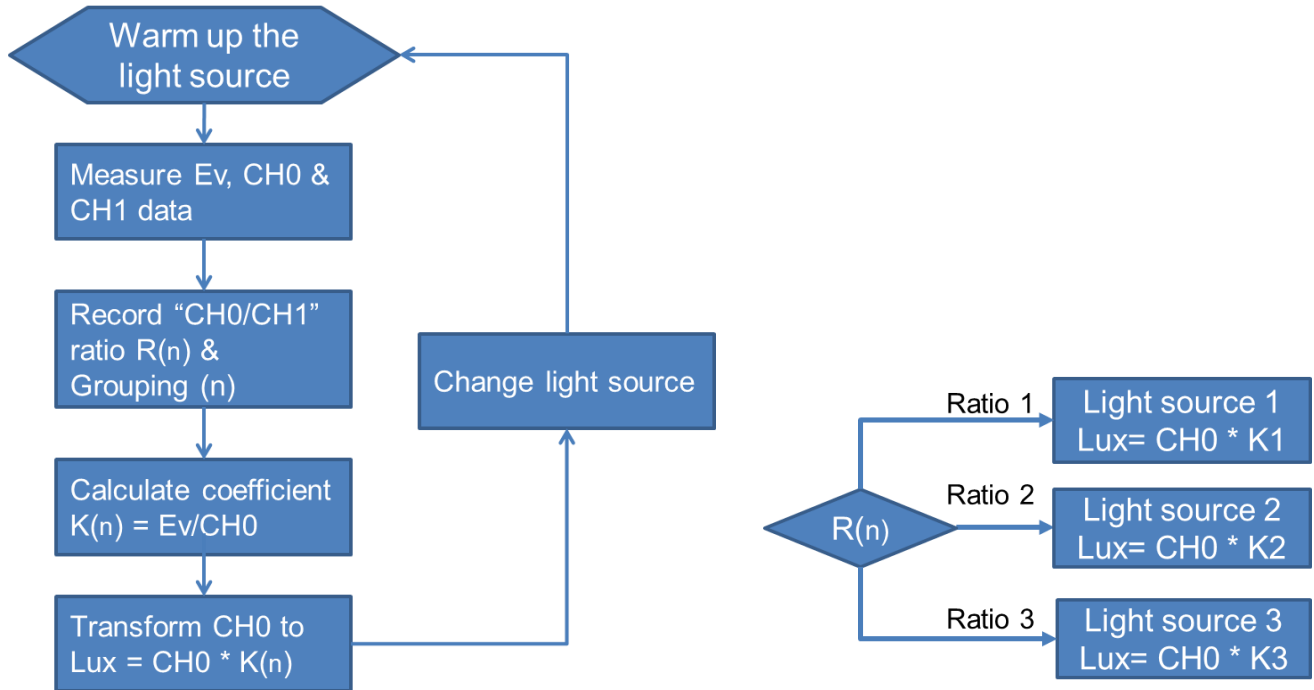 Warm up the
light source
Measure Ev, CH0 &
CH1 data
Record “CH0/CH1”
ratio R(n) &
Grouping (n)
Calculate coefficient
K(n) = Ev/CH0
Transform CH0 to
Lux = CH0 * K(n)
Change light source
R(n)
Ratio 1
Light source 1
Lux= CH0 * K1
Ratio 2
Light source 2
Lux= CH0 * K2
Ratio 3
Light source 3
Lux= CH0 * K3